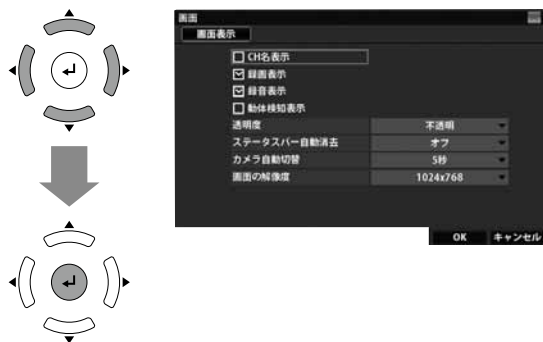 画面
画面表示
CH名表示
録画表示
録音表示
動体検知表示
透明度 不透明
ステータスバー自動消去 オフ
カメラ自動切替 5秒
画面の解像度 1024x768
OK キャンセル